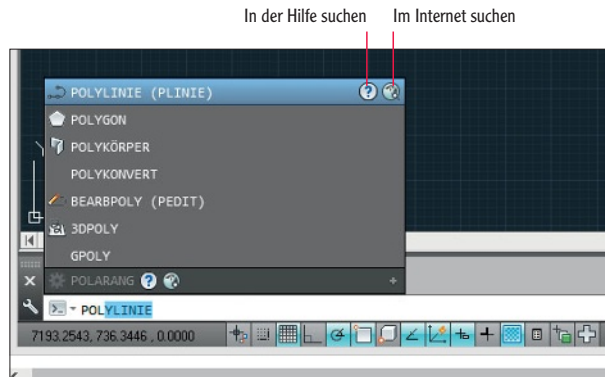 In der Hilfe suchen Im Internet suchen
POLYLINIE (PLINIE)
POLYGON
POLYKÖRPER
POLYKONVERT
BEARBPOLY (PEDIT)
3DPOLY
GPOLY
POLARANG
POLYLINIE
7193.2543, 736.3446 , 0.0000